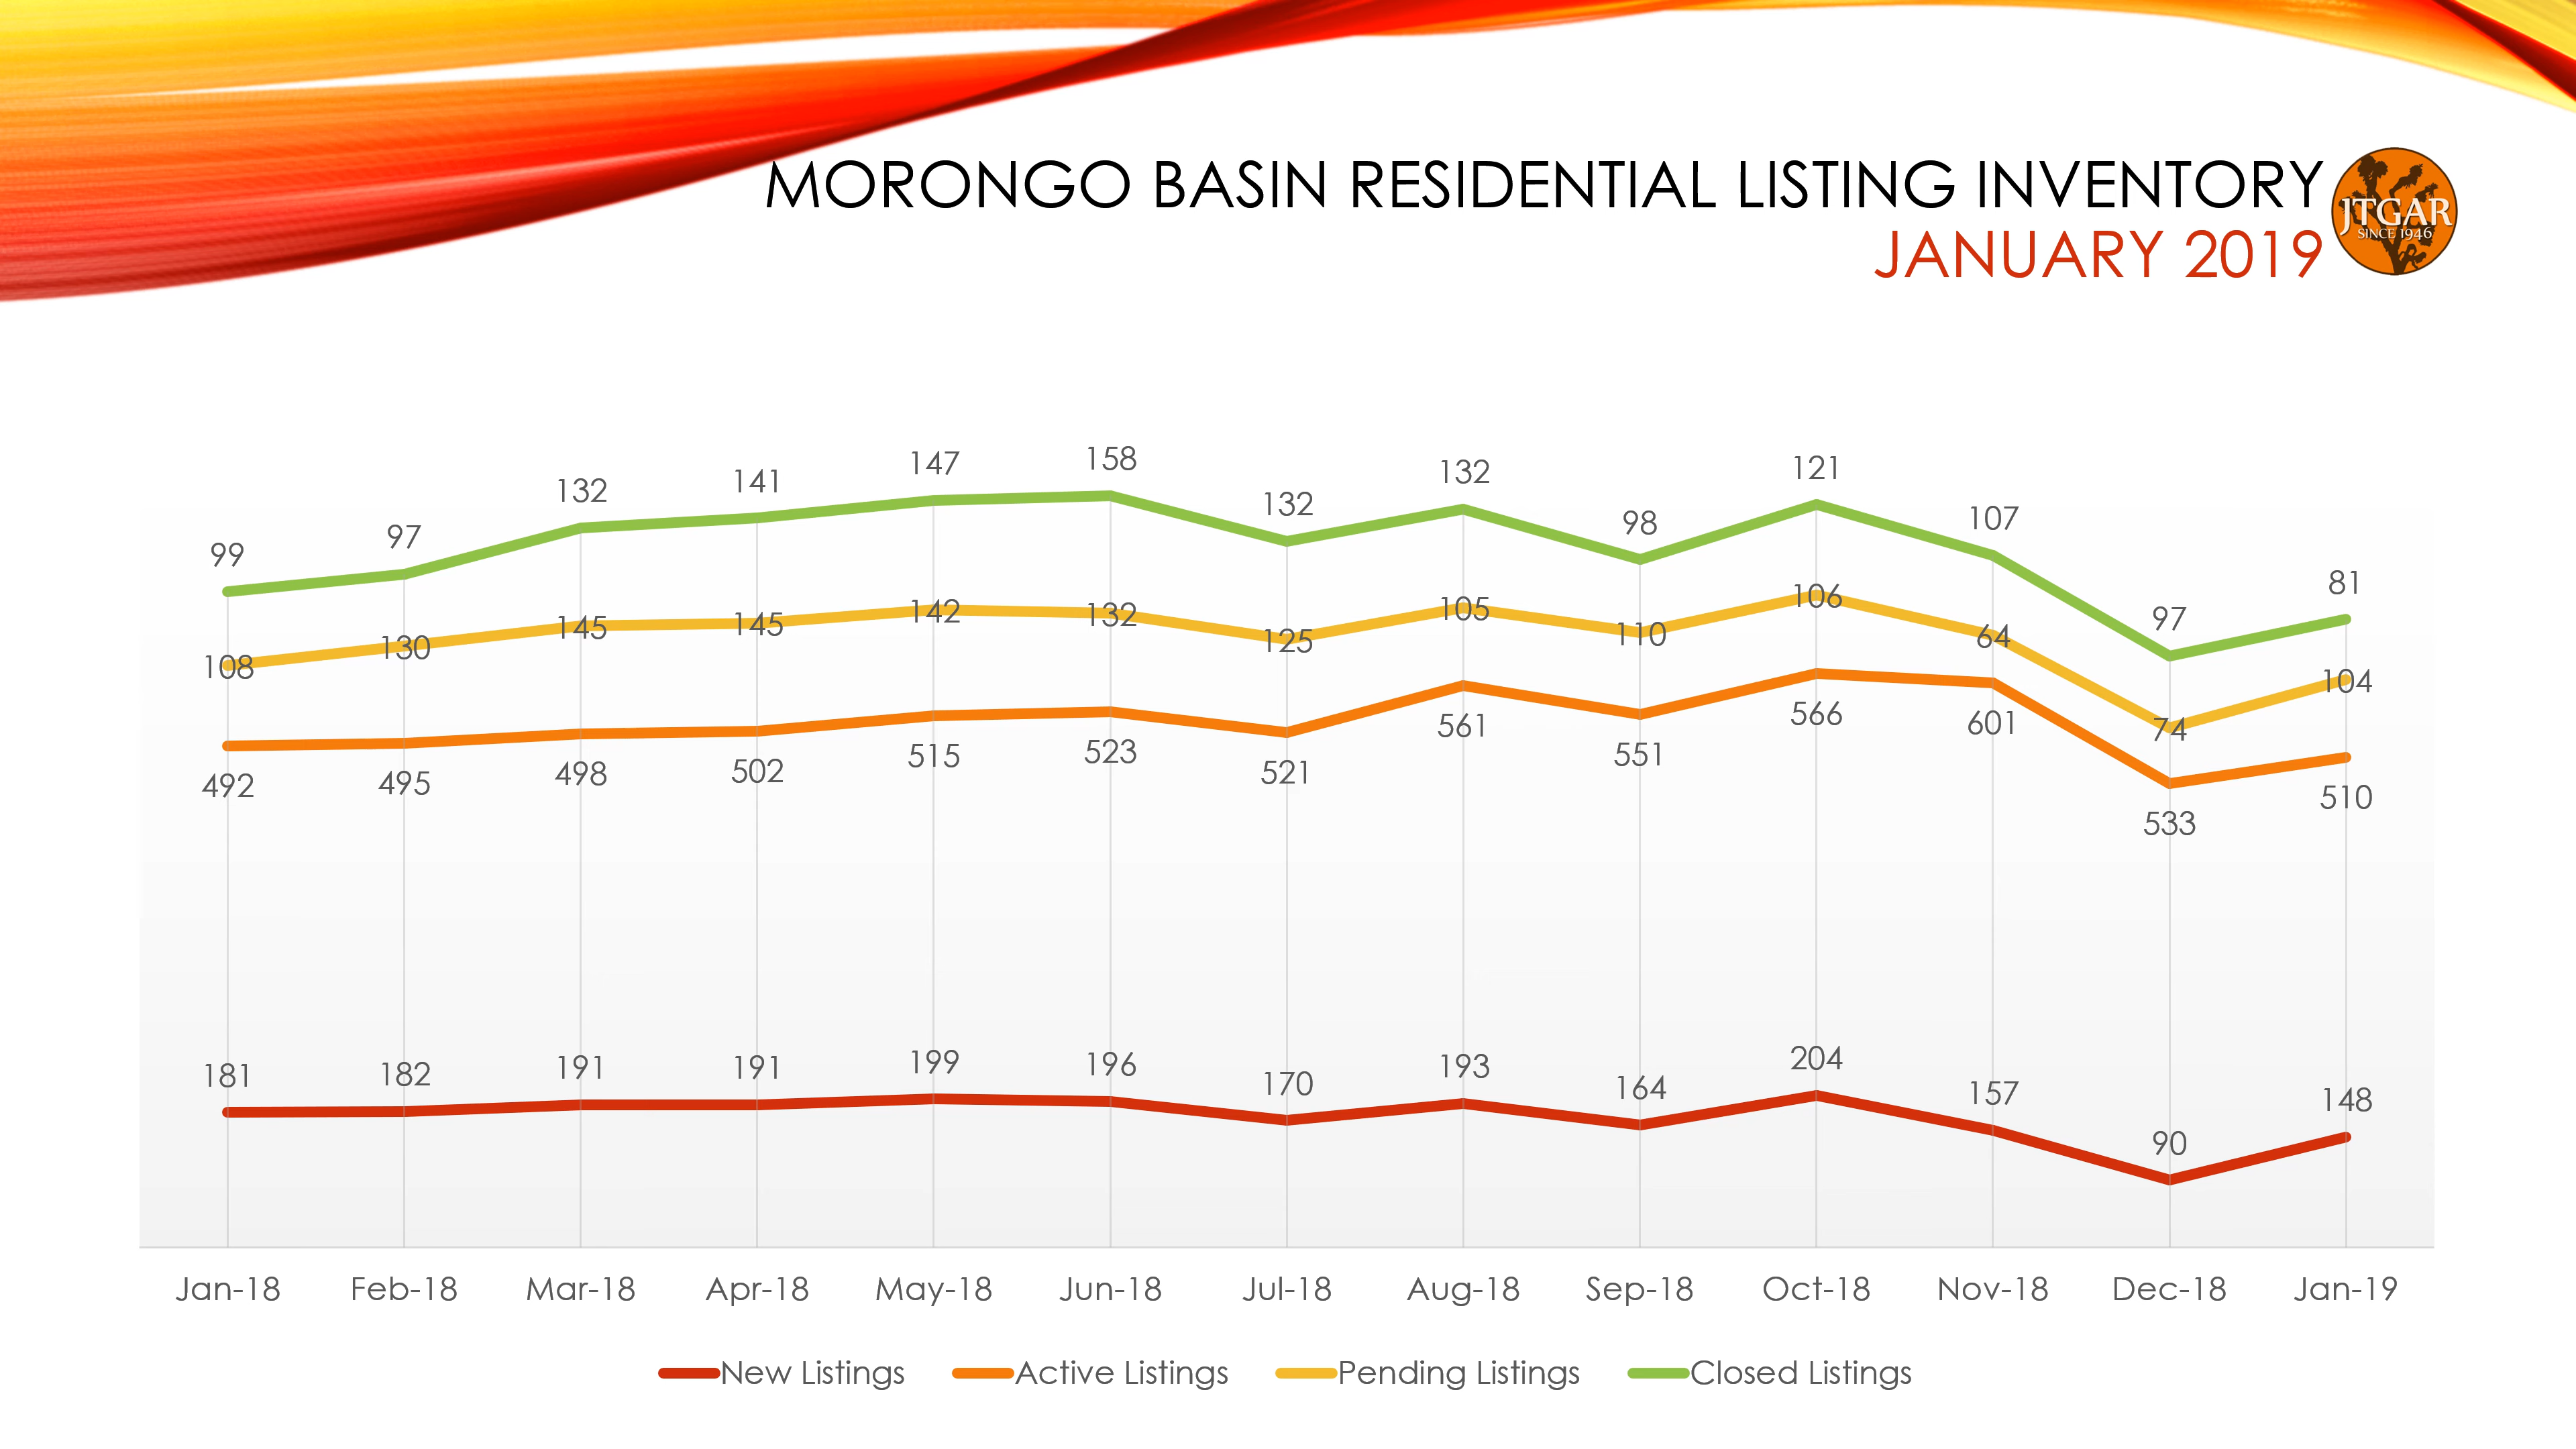 MORONGO BASIN RESIDENTIAL LISTING INVENTORY
JANUARY 2019
JTGAR
SINCE 1946
99 97 132 141 147 158 132 132 98 121 107 97 81
108 130 145 145 142 132 125 105 110 106 64 74 104
492 495 498 502 515 523 521 561 551 566 601 533 510
181 182 191 191 199 196 170 193 164 204 157 90 148
Jan-18 Feb-18 Mar-18 Apr-18 May-18 Jun-18 Jul-18 Aug-18 Sep-18 Oct-18 Nov-18 Dec-18 Jan-19
New Listings Active Listings Pending Listings Closed Listings